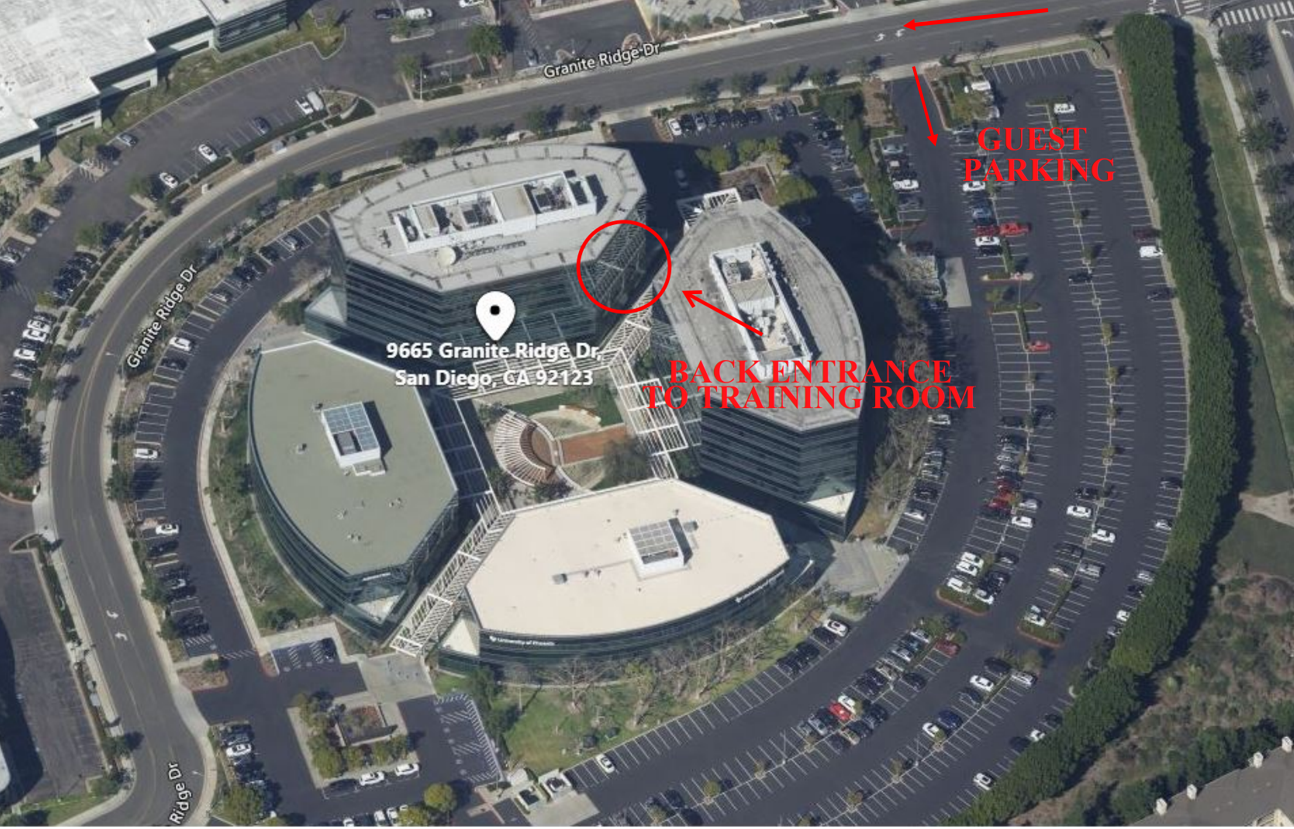 Granite Ridge Dr
GUEST
PARKING
Granite Ridge Dr
9665 Granite Ridge Dr,
San Diego, CA 92123
BACK ENTRANCE
TO TRAINING ROOM
University of Phoenix
Ridge Dr